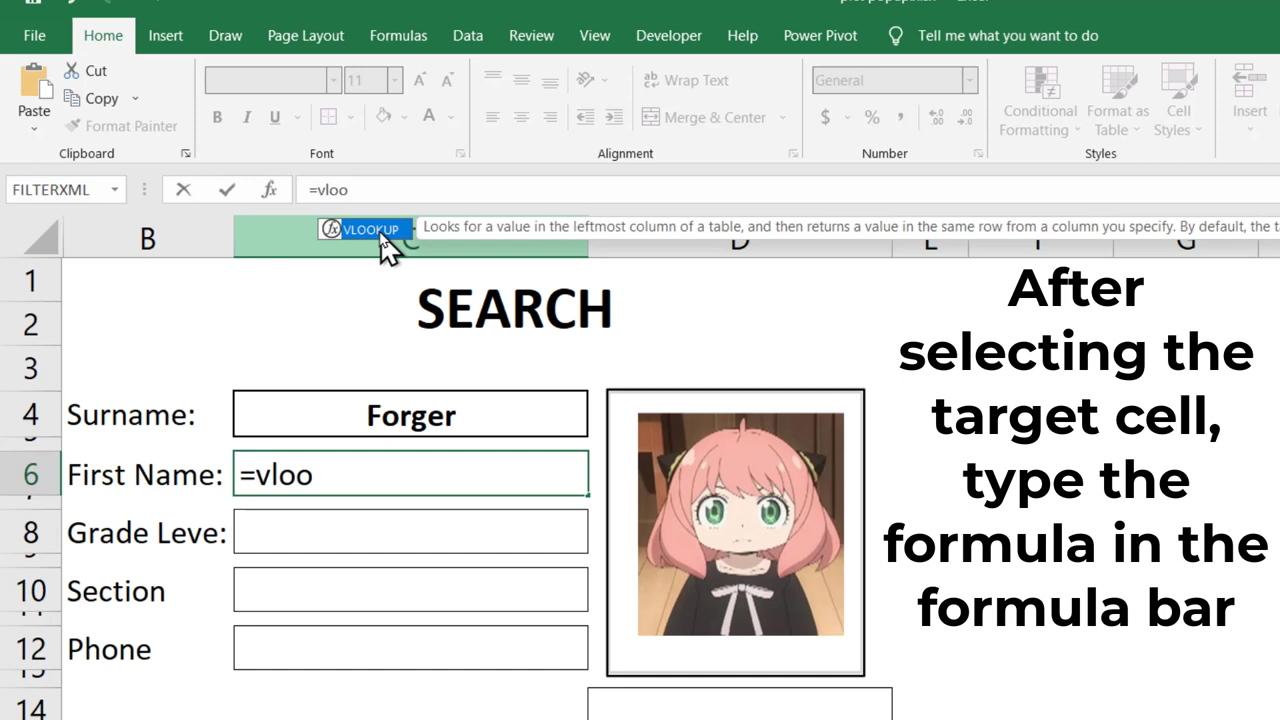 File Home Insert Draw Page Layout Formulas Data Review View Developer Help Power Pivot Tell me what you want to do
Paste
Cut
Copy
Format Painter
Clipboard
11
A A
B I U A
Font
ab Wrap Text
Merge & Center
Alignment
General
$ % , .00
Number
Conditional Formatting
Format as Table
Cell Styles
Styles
Insert
FILTERXML fx =vloo
fx VLOOKUP Looks for a value in the leftmost column of a table, and then returns a value in the same row from a column you specify. By default, the ta
B
1
SEARCH
2
3
4 Surname: Forger
6 First Name: =vloo
8 Grade Leve:
10 Section
12 Phone
14
After
selecting the
target cell,
type the
formula in the
formula bar